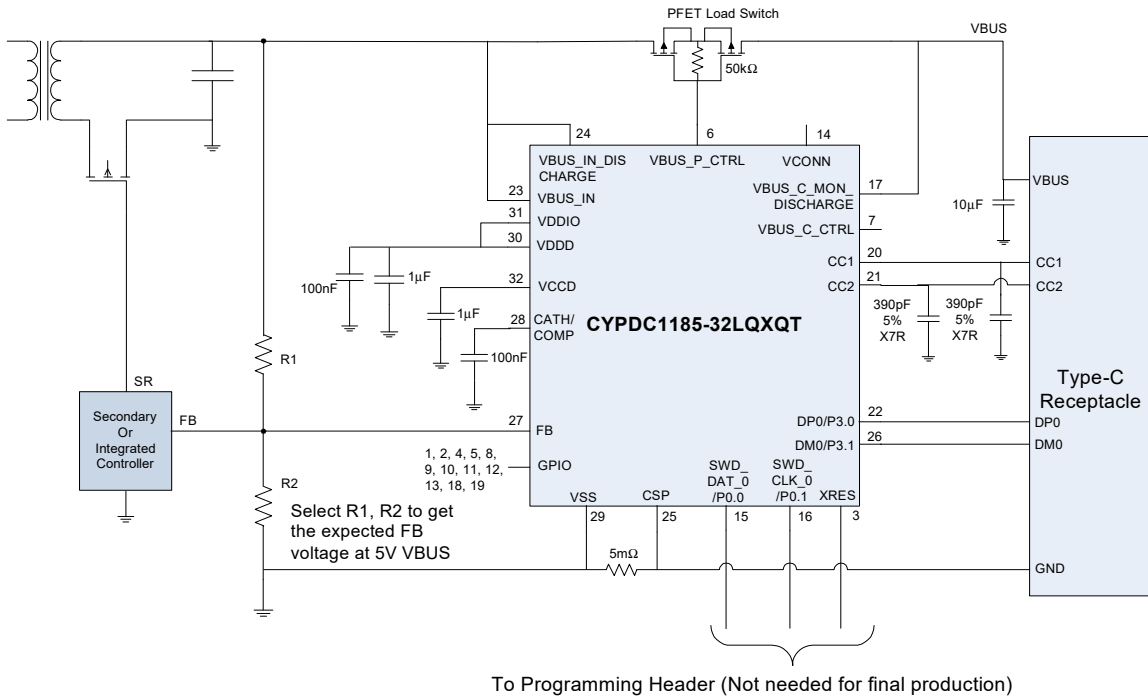 PFET Load Switch
VBUS
50kΩ
24
6
14
VBUS_IN_DIS
CHARGE
VBUS_P_CTRL
VCONN
23
VBUS_IN
VBUS_C_MON_
DISCHARGE
17
VBUS
31
VDDIO
10µF
7
VBUS_C_CTRL
30
VDDD
20
CC1
CC1
100nF
1µF
32
VCCD
21
CC2
CC2
1µF
28
CATH/
COMP
CYPDC1185-32LQXQT
390pF
5%
X7R
390pF
5%
X7R
100nF
R1
Type-C
Receptacle
SR
Secondary
Or
Integrated
Controller
FB
27
FB
22
DP0/P3.0
DP0
26
DM0/P3.1
DM0
1, 2, 4, 5, 8,
9, 10, 11, 12,
13, 18, 19
GPIO
SWD_
DAT_0
/P0.0
SWD_
CLK_0
/P0.1
XRES
R2
VSS
CSP
Select R1, R2 to get
the expected FB
voltage at 5V VBUS
29
25
15
16
3
5mΩ
GND
To Programming Header (Not needed for final production)